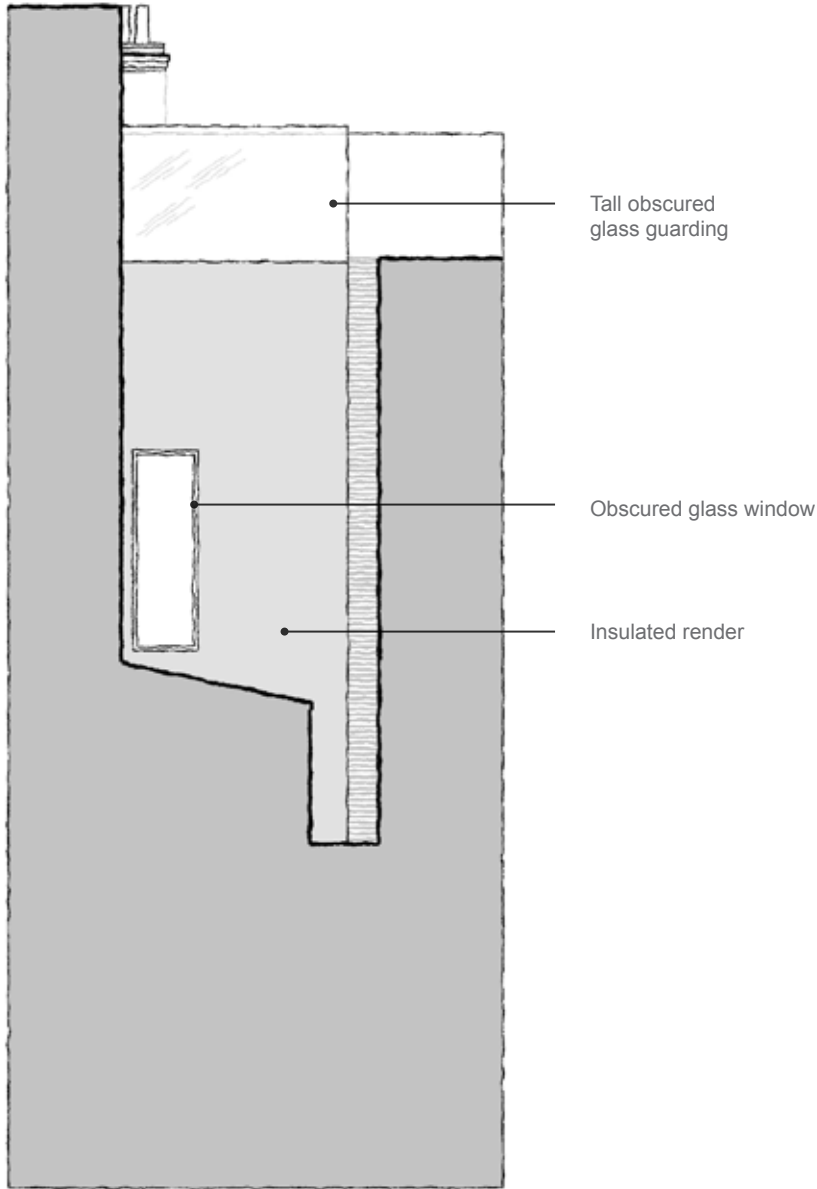 Tall obscured
glass guarding
Obscured glass window
Insulated render